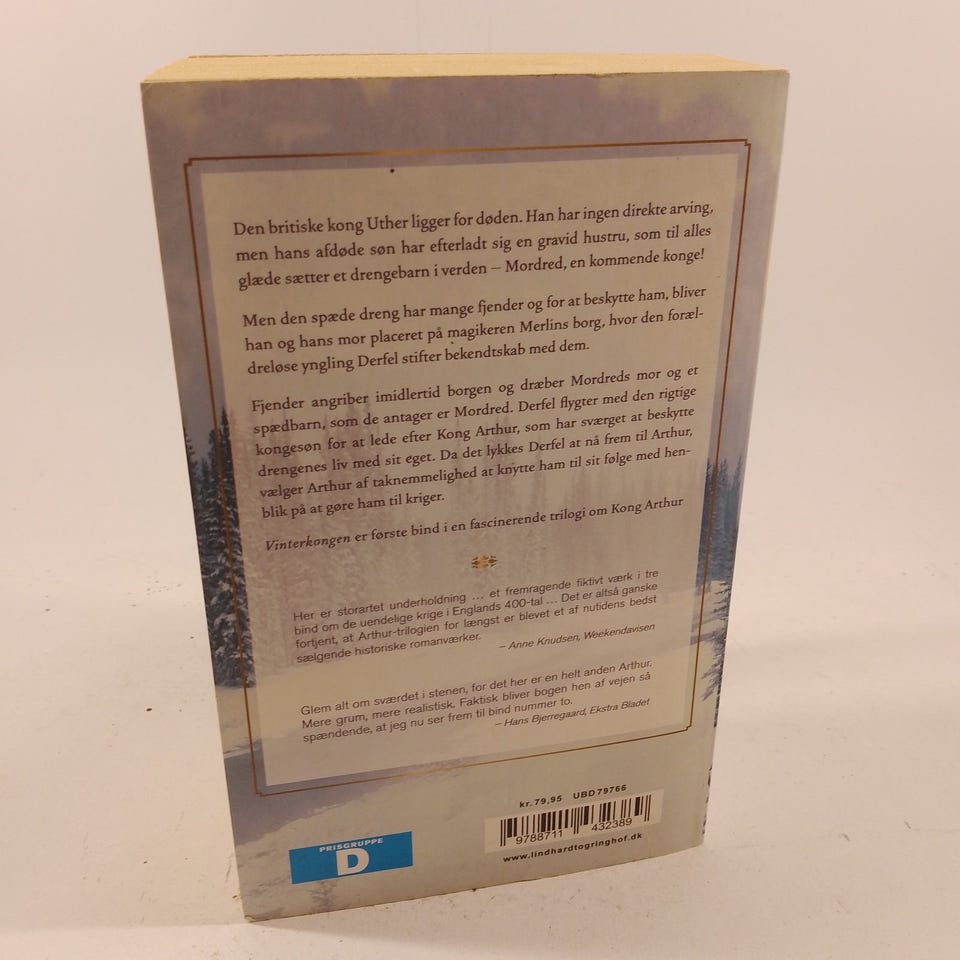 Den britiske kong Uther ligger for døden. Han har ingen direkte arving,
men hans afdøde søn har efterladt sig en gravid hustru, som til alles
glæde sætter et drengebarn i verden – Mordred, en kommende konge!
Men den spæde dreng har mange fjender og for at beskytte ham, bliver
han og hans mor placeret på magikeren Merlins borg, hvor den foræl-
dreløse yngling Derfel stifter bekendtskab med dem.
Fjender angriber imidlertid borgen og dræber Mordreds mor og et
spædbarn, som de antager er Mordred. Derfel flygter med den rigtige
kongesøn for at lede efter Kong Arthur, som har sværget at beskytte
drengenes liv med sit eget. Da det lykkes Derfel at nå frem til Arthur,
vælger Arthur af taknemmelighed at knytte ham til sit følge med hen-
blik på at gøre ham til kriger.
Vinterkongen er første bind i en fascinerende trilogi om Kong Arthur
Her er storartet underholdning ... et fremragende fiktivt værk i tre
bind om de uendelige krige i Englands 400-tal ... Det er altså ganske
fortjent, at Arthur-trilogien for længst er blevet et af nutidens bedst
sælgende historiske romanværker.
– Anne Knudsen, Weekendavisen
Glem alt om sværdet i stenen, for det her er en helt anden Arthur.
Mere grum, mere realistisk. Faktisk bliver bogen hen af vejen så
spændende, at jeg nu ser frem til bind nummer to.
– Hans Bjerregaard, Ekstra Bladet
kr. 79,95 UBD79766
9788711 432389
www.lindhardtogringhof.dk
PRISGRUPPE
D